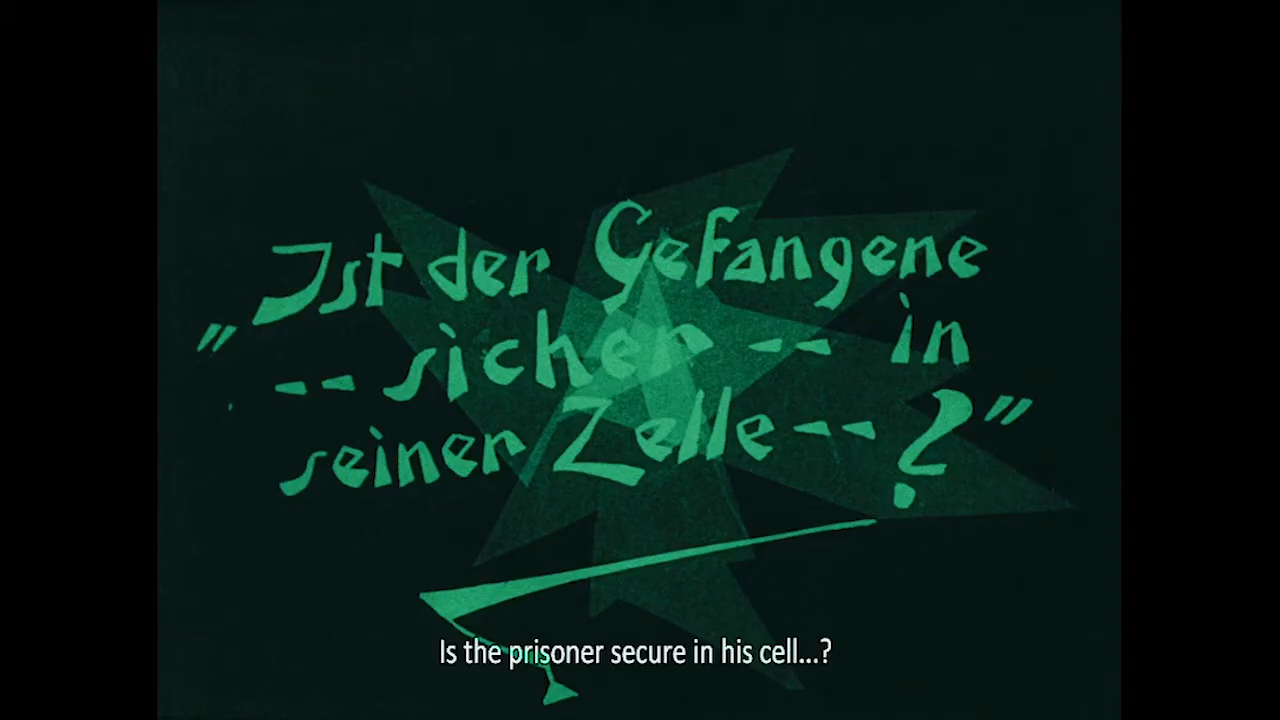 „Ist der Gefangene
-- sicher -- in
seiner Zelle -- ?”
Is the prisoner secure in his cell...?